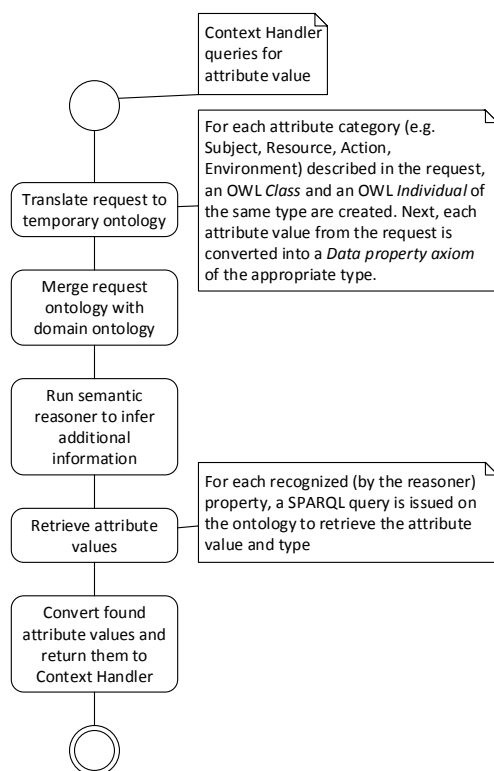 Context Handler
queries for
attribute value
For each attribute category (e.g.
Subject, Resource, Action,
Environment) described in the request,
an OWL Class and an OWL Individual of
the same type are created. Next, each
attribute value from the request is
converted into a Data property axiom
of the appropriate type.
Translate request to
temporary ontology
Merge request
ontology with
domain ontology
Run semantic
reasoner to infer
additional
information
For each recognized (by the reasoner)
property, a SPARQL query is issued on
the ontology to retrieve the attribute
value and type
Retrieve attribute
values
Convert found
attribute values and
return them to
Context Handler